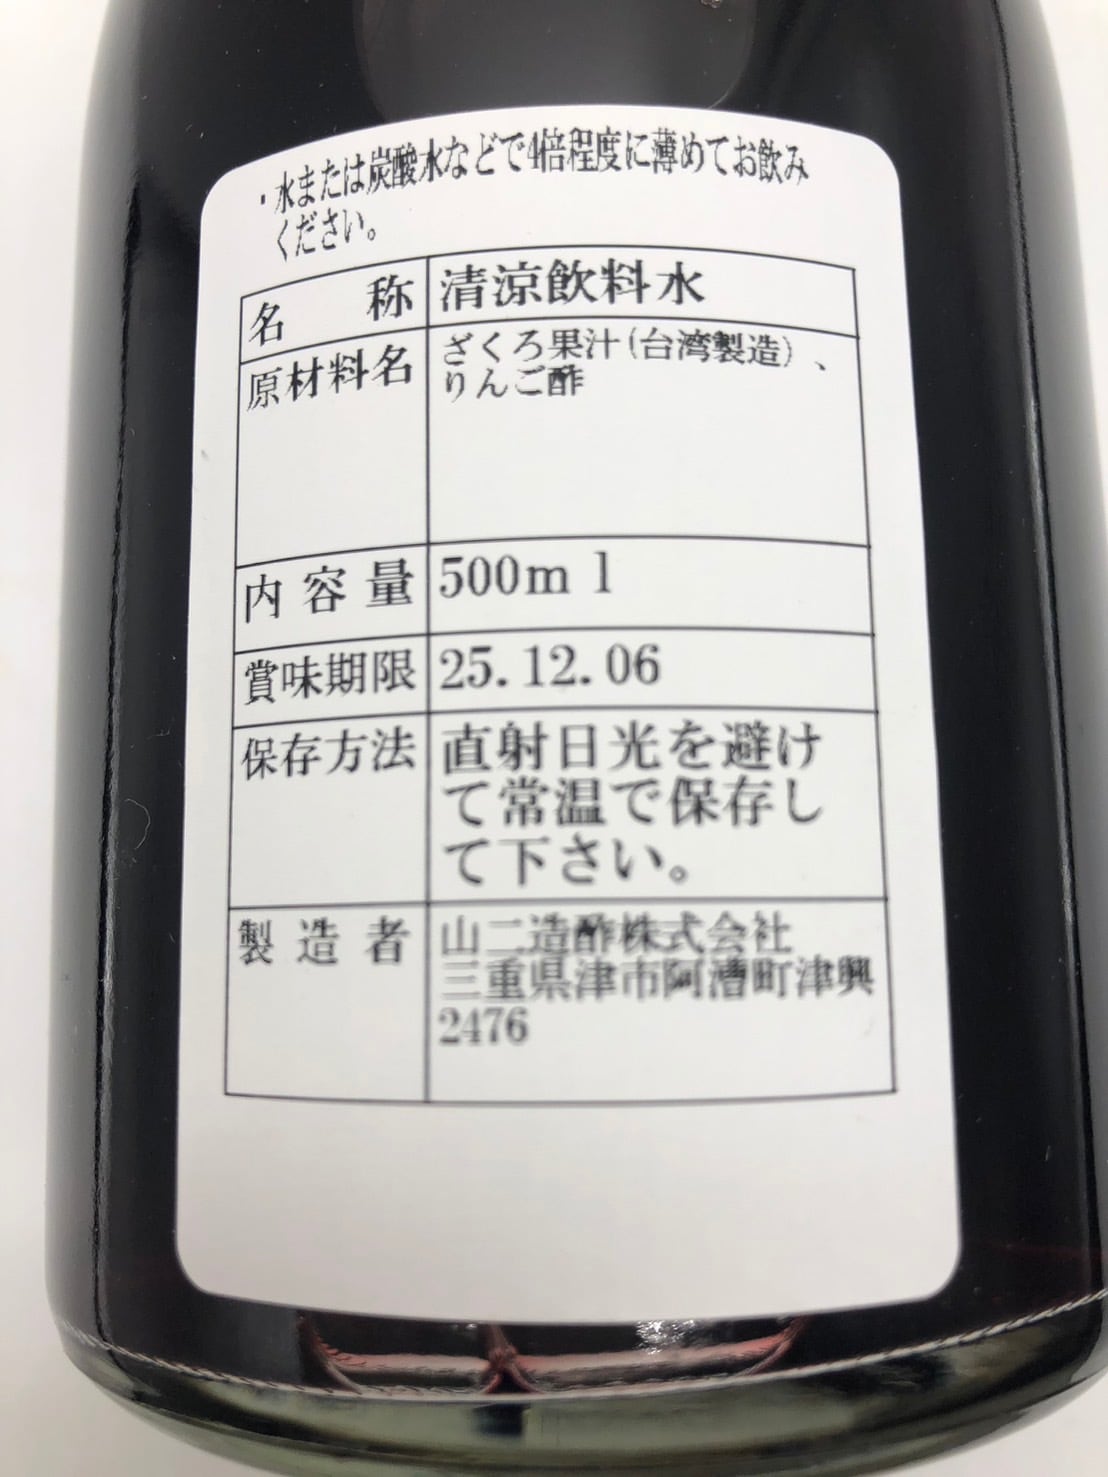 ・水または炭酸水などで4倍程度に薄めてお飲み
ください。
名称 清涼飲料水
原材料名 ざくろ果汁(台湾製造)、
りんご酢
内容量 500ml
賞味期限 25.12.06
保存方法 直射日光を避け
て常温で保存し
て下さい。
製造者 山二造酢株式会社
三重県津市阿漕町津興
2476